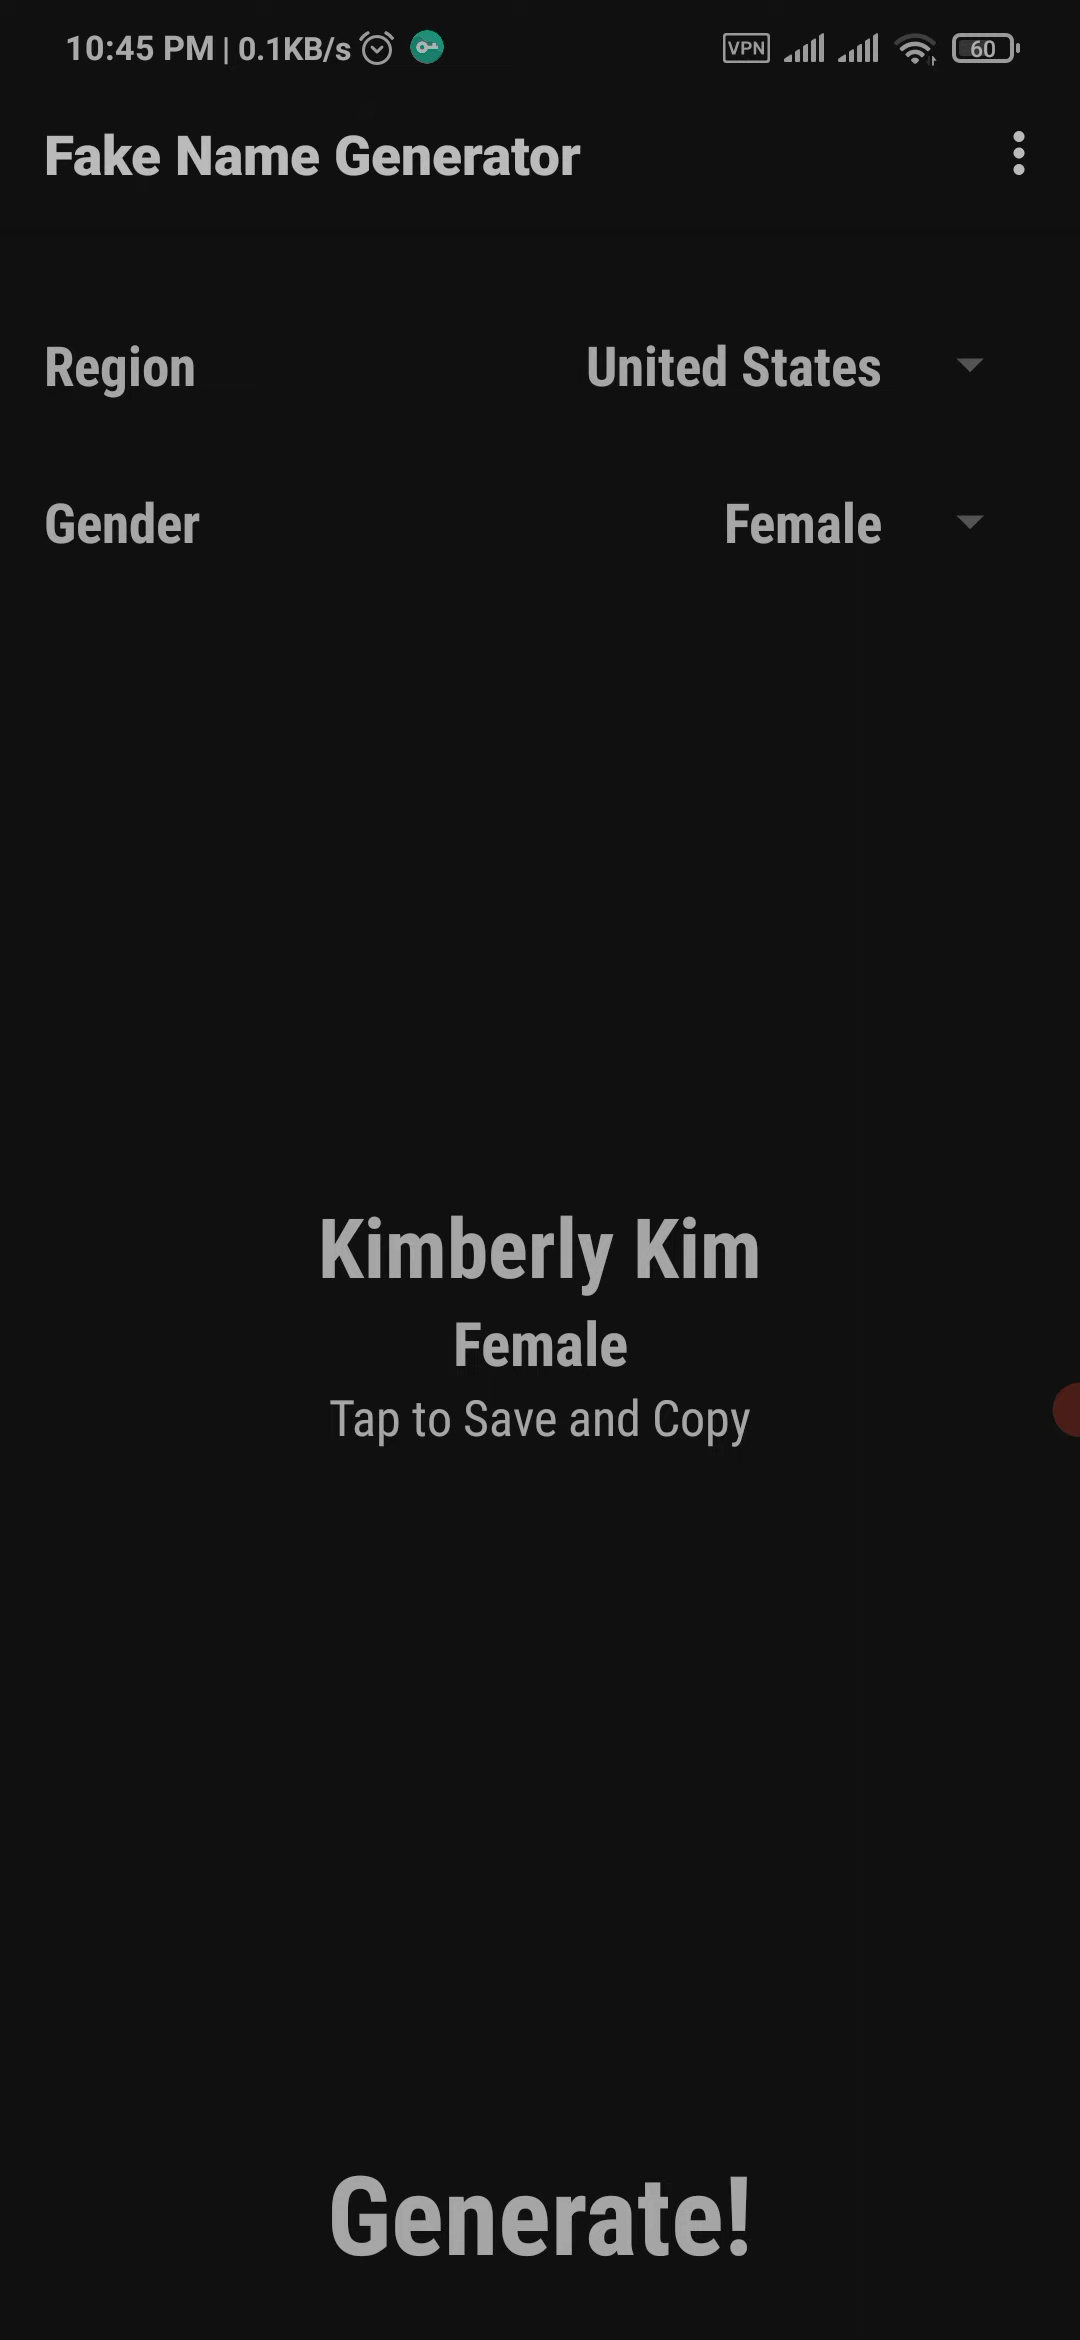 10:45 PM | 0.1KB/s VPN 60
Fake Name Generator
Region United States
Gender Female
Kimberly Kim
Female
Tap to Save and Copy
Generate!